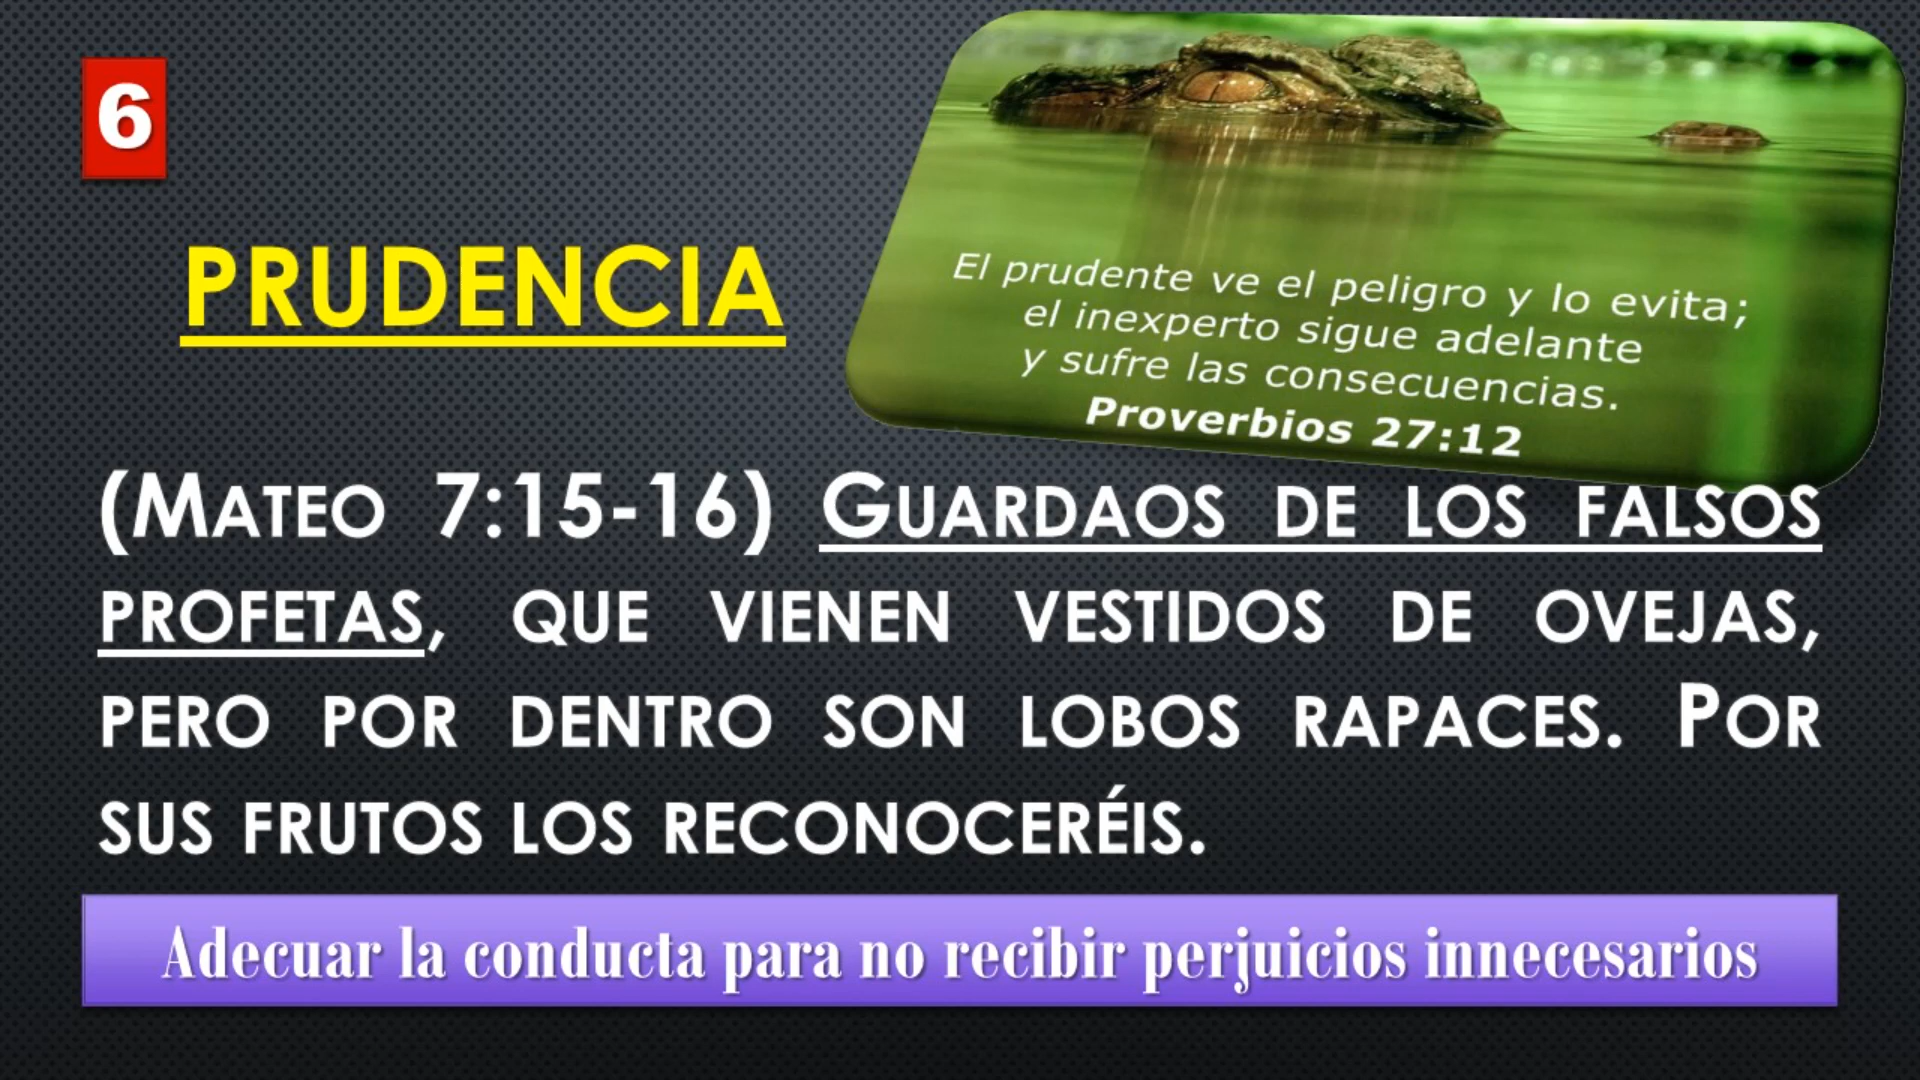 6
PRUDENCIA
El prudente ve el peligro y lo evita;
el inexperto sigue adelante
y sufre las consecuencias.
Proverbios 27:12
(MATEO 7:15-16) GUARDAOS DE LOS FALSOS
PROFETAS, QUE VIENEN VESTIDOS DE OVEJAS,
PERO POR DENTRO SON LOBOS RAPACES. POR
SUS FRUTOS LOS RECONOCERÉIS.
Adecuar la conducta para no recibir perjuicios innecesarios